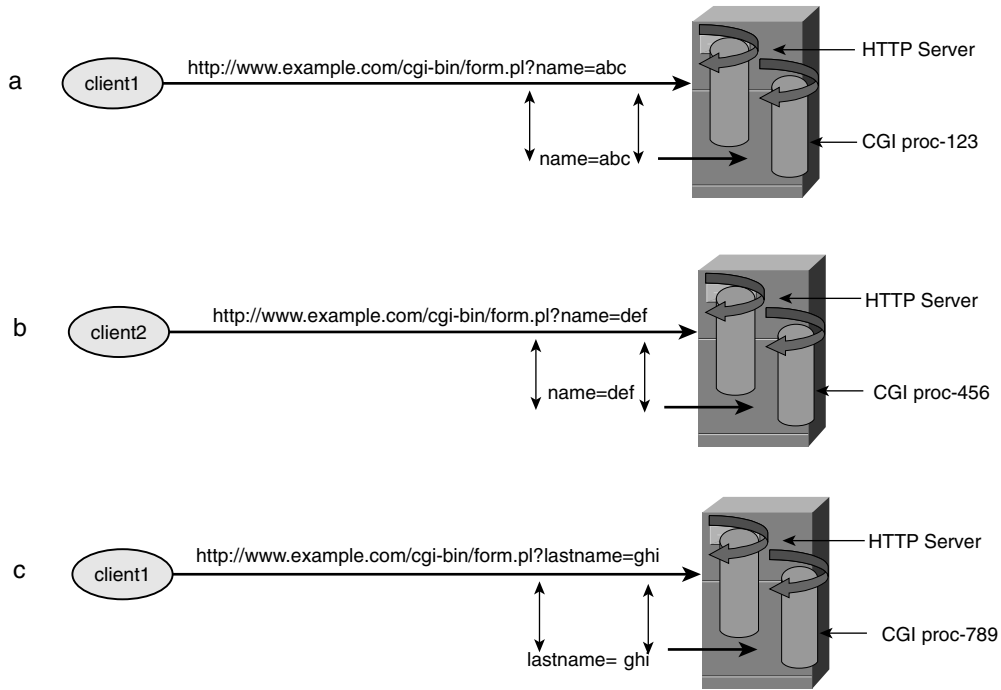 a
client1
http://www.example.com/cgi-bin/form.pl?name=abc
name=abc
HTTP Server
CGI proc-123
b
client2
http://www.example.com/cgi-bin/form.pl?name=def
name=def
HTTP Server
CGI proc-456
c
client1
http://www.example.com/cgi-bin/form.pl?lastname=ghi
lastname= ghi
HTTP Server
CGI proc-789